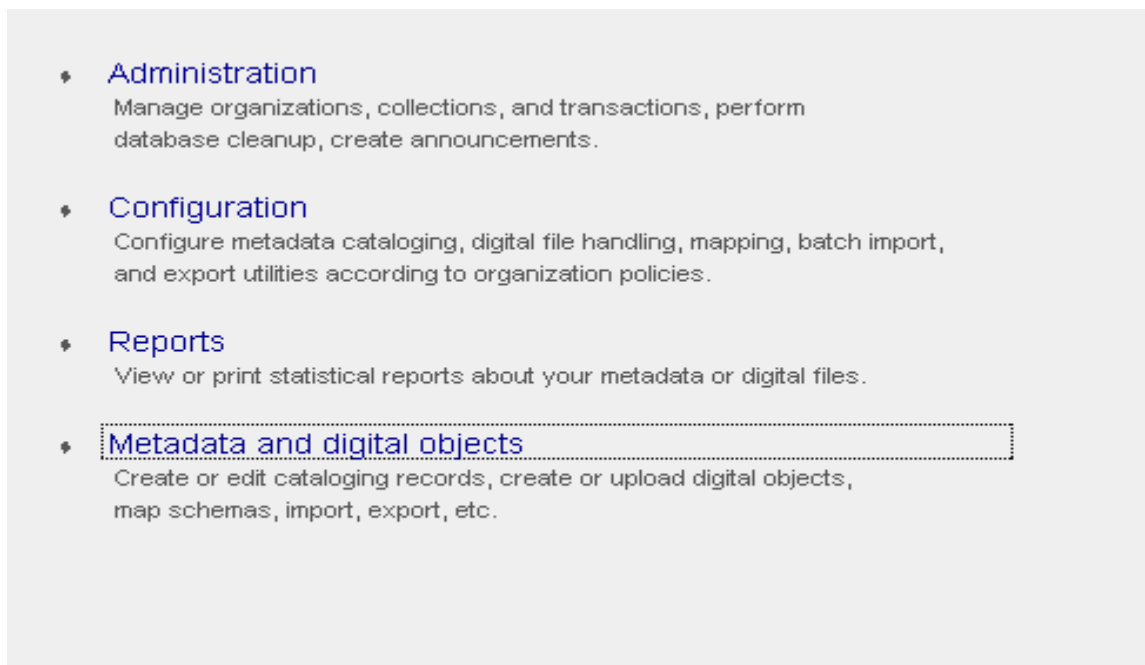 Administration
Manage organizations, collections, and transactions, perform
database cleanup, create announcements.
Configuration
Configure metadata cataloging, digital file handling, mapping, batch import,
and export utilities according to organization policies.
Reports
View or print statistical reports about your metadata or digital files.
Metadata and digital objects
Create or edit cataloging records, create or upload digital objects,
map schemas, import, export, etc.